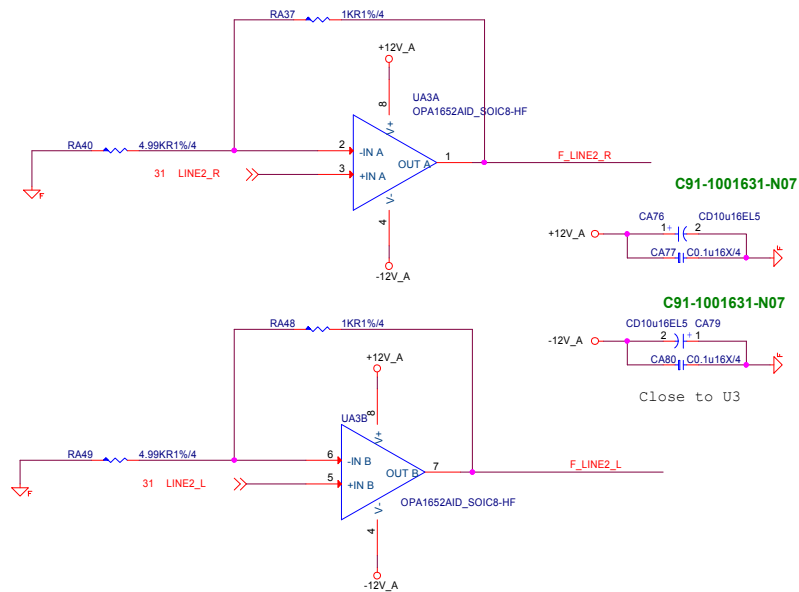 RA37 1KR1%/4
+12V_A
8
UA3A
OPA1652AID_SOIC8-HF
V+
RA40 4.99KR1%/4
2 -IN A
OUT A 1
F_LINE2_R
31 LINE2_R
3 +IN A
V-
4
-12V_A
C91-1001631-N07
CA76 CD10u16EL5
1 + 2
+12V_A
CA77 C0.1u16X/4
F
F
C91-1001631-N07
CD10u16EL5 CA79
2 + 1
-12V_A
CA80 C0.1u16X/4
F
Close to U3
RA48 1KR1%/4
+12V_A
8
UA3B
V+
RA49 4.99KR1%/4
6 -IN B
OUT B 7
F_LINE2_L
31 LINE2_L
5 +IN B
OPA1652AID_SOIC8-HF
V-
4
F
-12V_A